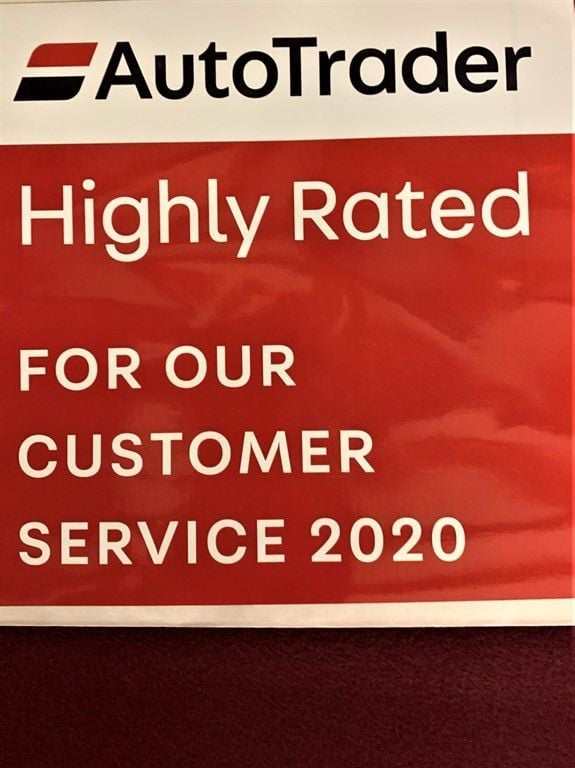 AutoTrader
Highly Rated
FOR OUR
CUSTOMER
SERVICE 2020